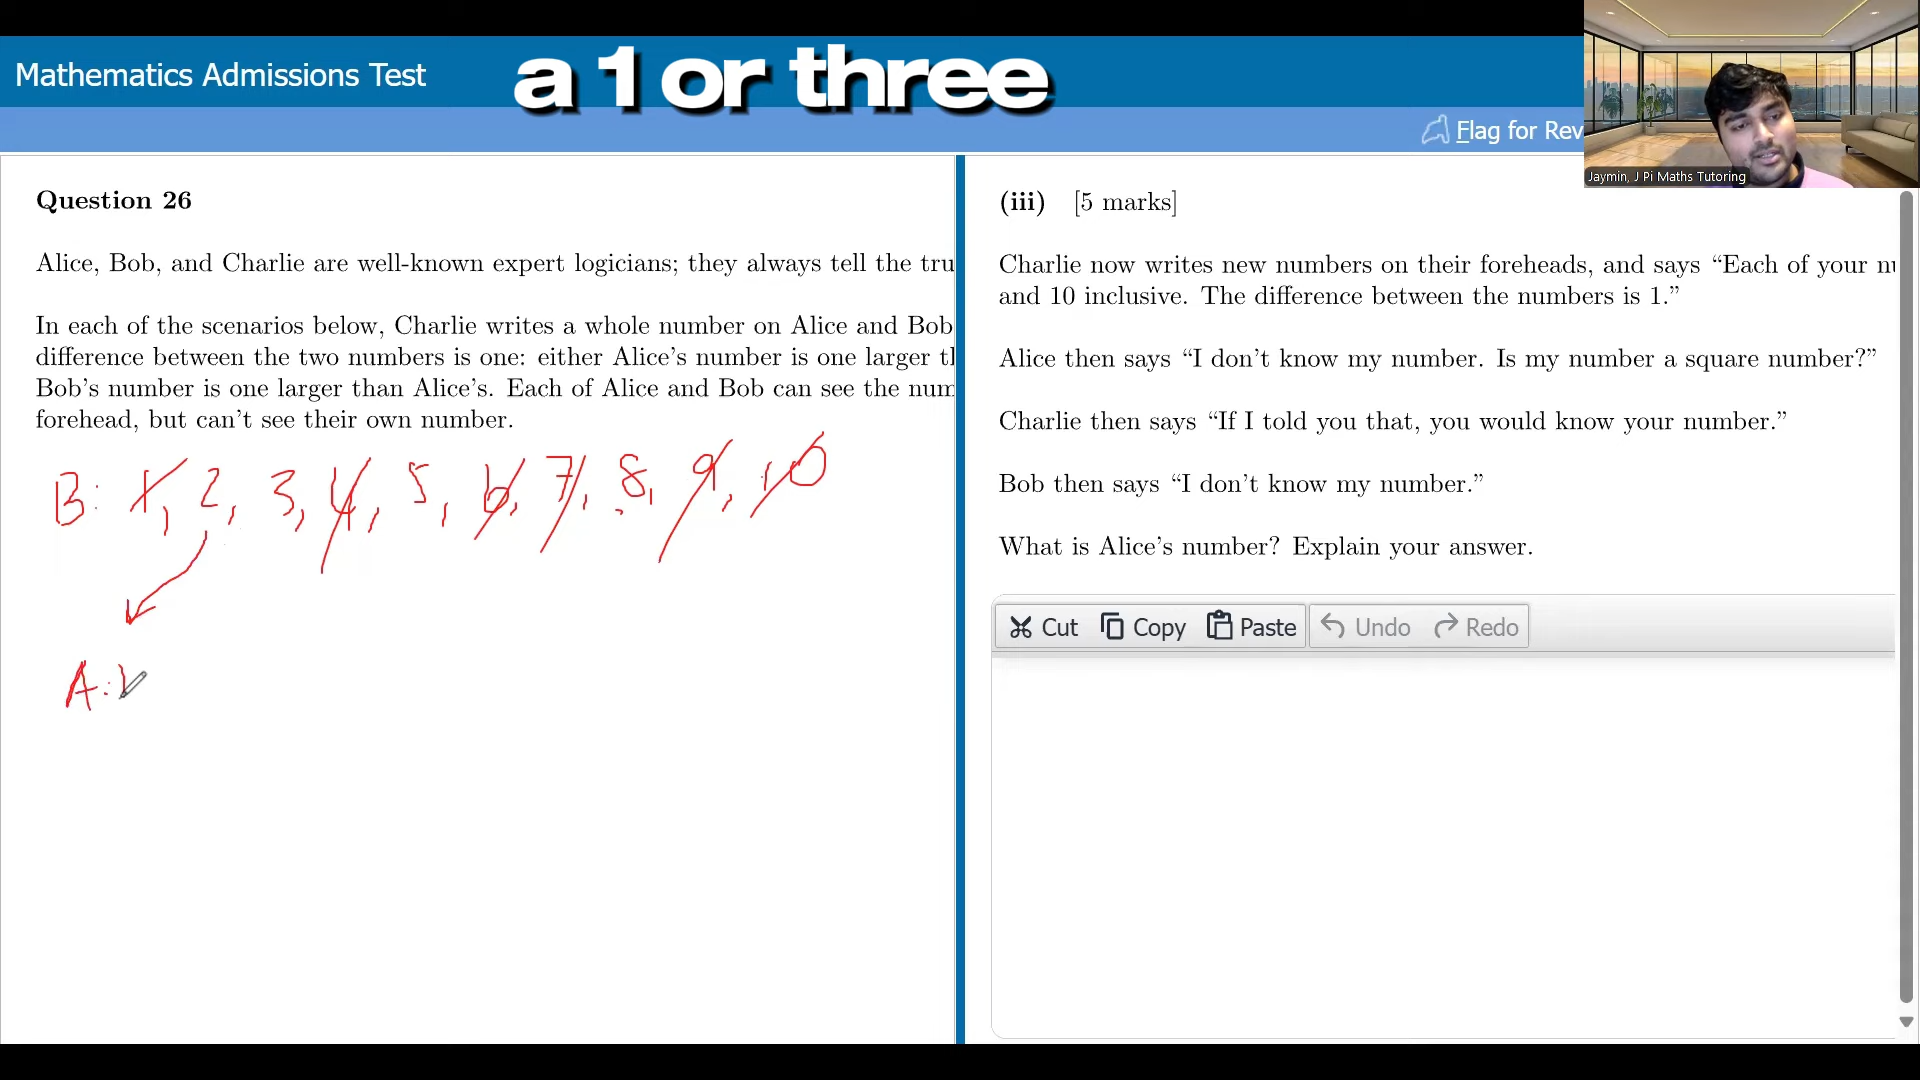 Mathematics Admissions Test
a 1 or three
Flag for Rev
Jaymin, J Pi Maths Tutoring
Question 26
Alice, Bob, and Charlie are well-known expert logicians; they always tell the tru
In each of the scenarios below, Charlie writes a whole number on Alice and Bob
difference between the two numbers is one: either Alice's number is one larger t
Bob's number is one larger than Alice's. Each of Alice and Bob can see the num
forehead, but can't see their own number.
B: 1, 2, 3, 4, 5, 6, 7, 8, 9, 10
A: 1
(iii) [5 marks]
Charlie now writes new numbers on their foreheads, and says “Each of your nu
and 10 inclusive. The difference between the numbers is 1.”
Alice then says “I don't know my number. Is my number a square number?”
Charlie then says “If I told you that, you would know your number.”
Bob then says “I don't know my number.”
What is Alice's number? Explain your answer.
Cut Copy Paste Undo Redo